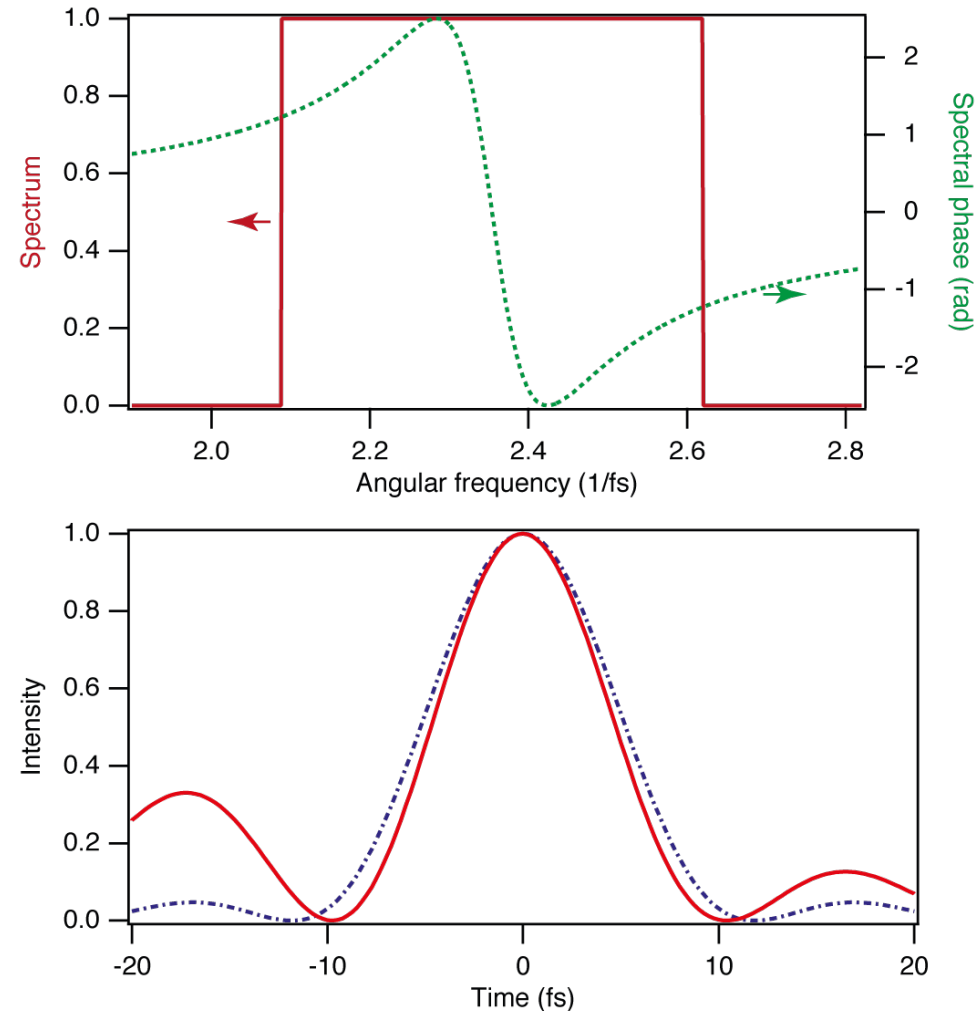 1.0
0.8
0.6
0.4
0.2
0.0
Spectrum
2
1
0
-1
-2
Spectral phase (rad)
2.0 2.2 2.4 2.6 2.8
Angular frequency (1/fs)
1.0
0.8
0.6
0.4
0.2
0.0
Intensity
-20 -10 0 10 20
Time (fs)